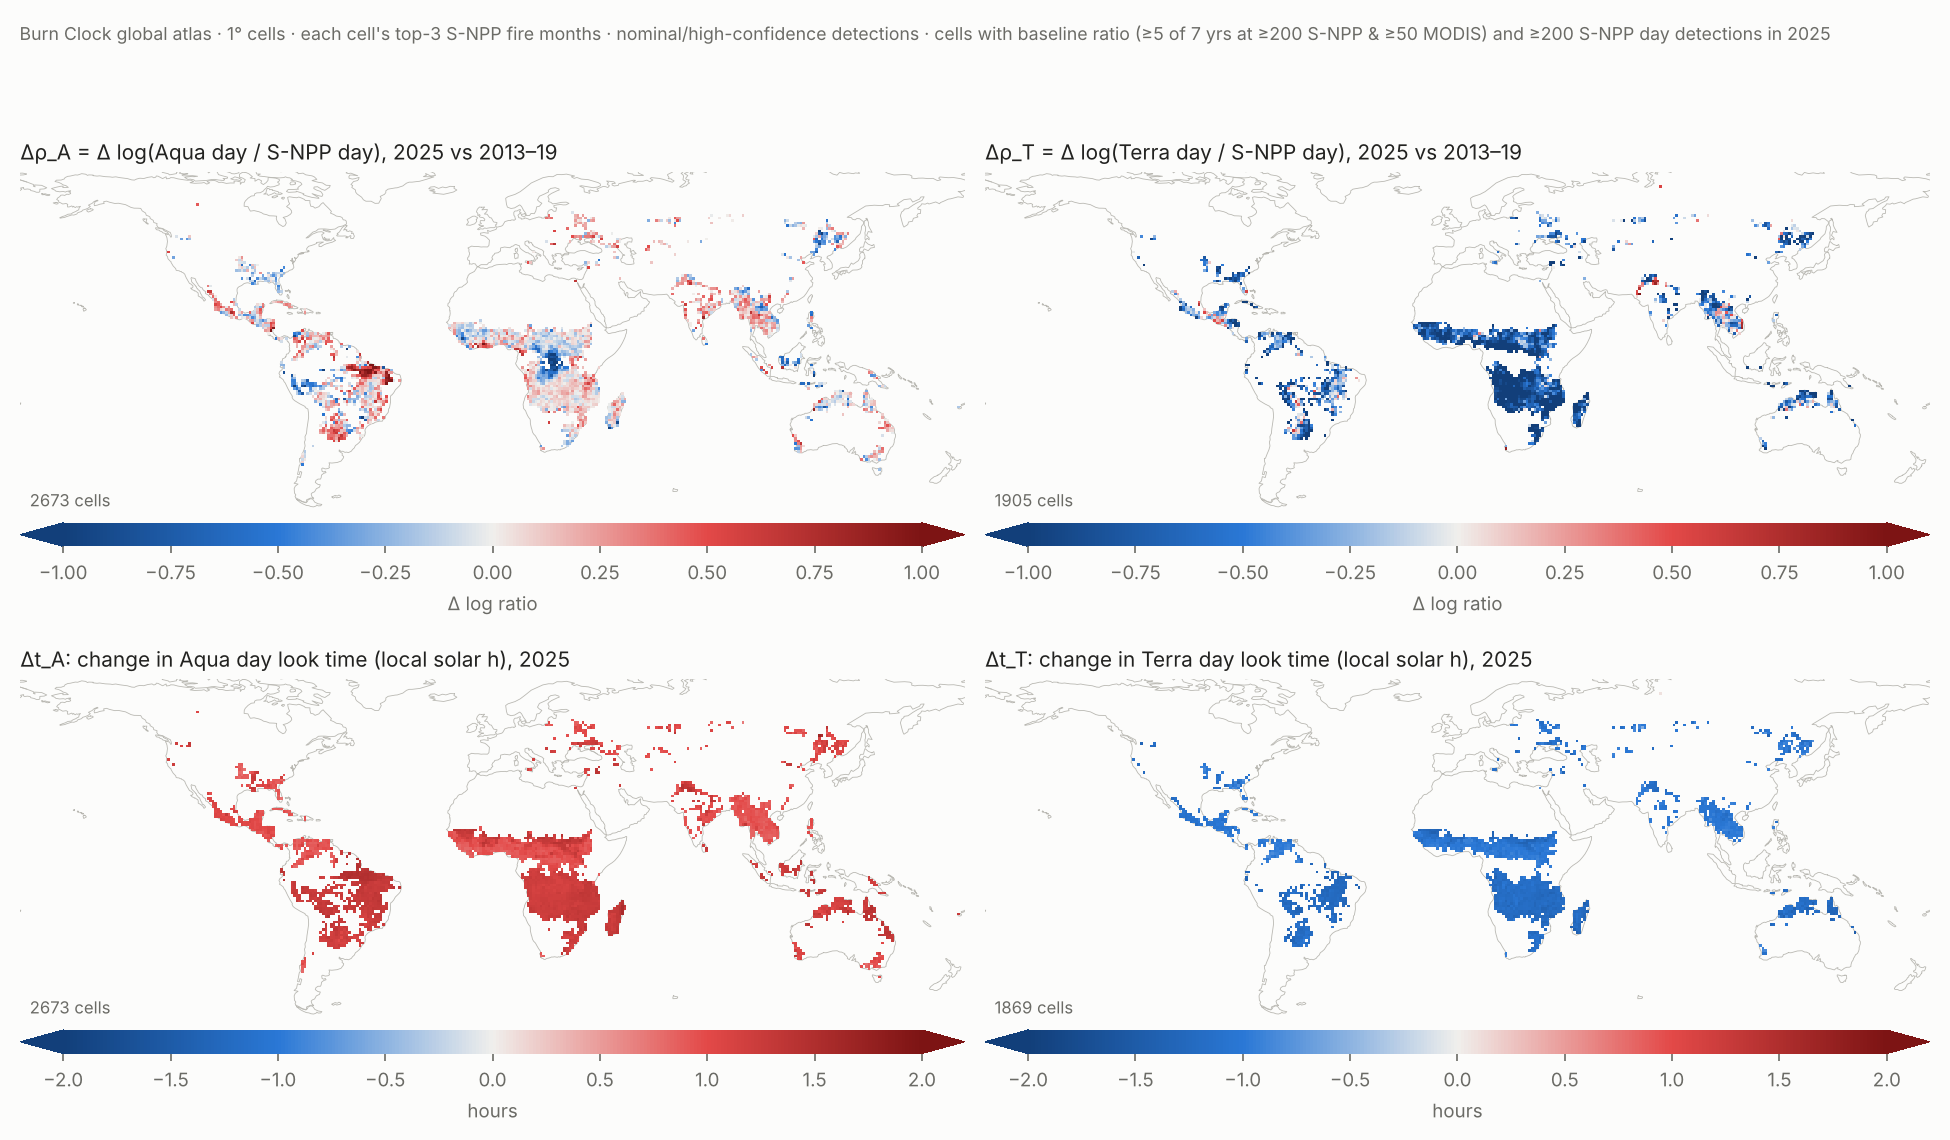 Burn Clock global atlas · 1° cells · each cell's top-3 S-NPP fire months · nominal/high-confidence detections · cells with baseline ratio (≥5 of 7 yrs at ≥200 S-NPP & ≥50 MODIS) and ≥200 S-NPP day detections in 2025
Δρ_A = Δ log(Aqua day / S-NPP day), 2025 vs 2013–19
2673 cells
−1.00 −0.75 −0.50 −0.25 0.00 0.25 0.50 0.75 1.00
Δ log ratio
Δρ_T = Δ log(Terra day / S-NPP day), 2025 vs 2013–19
1905 cells
−1.00 −0.75 −0.50 −0.25 0.00 0.25 0.50 0.75 1.00
Δ log ratio
Δt_A: change in Aqua day look time (local solar h), 2025
2673 cells
−2.0 −1.5 −1.0 −0.5 0.0 0.5 1.0 1.5 2.0
hours
Δt_T: change in Terra day look time (local solar h), 2025
1869 cells
−2.0 −1.5 −1.0 −0.5 0.0 0.5 1.0 1.5 2.0
hours